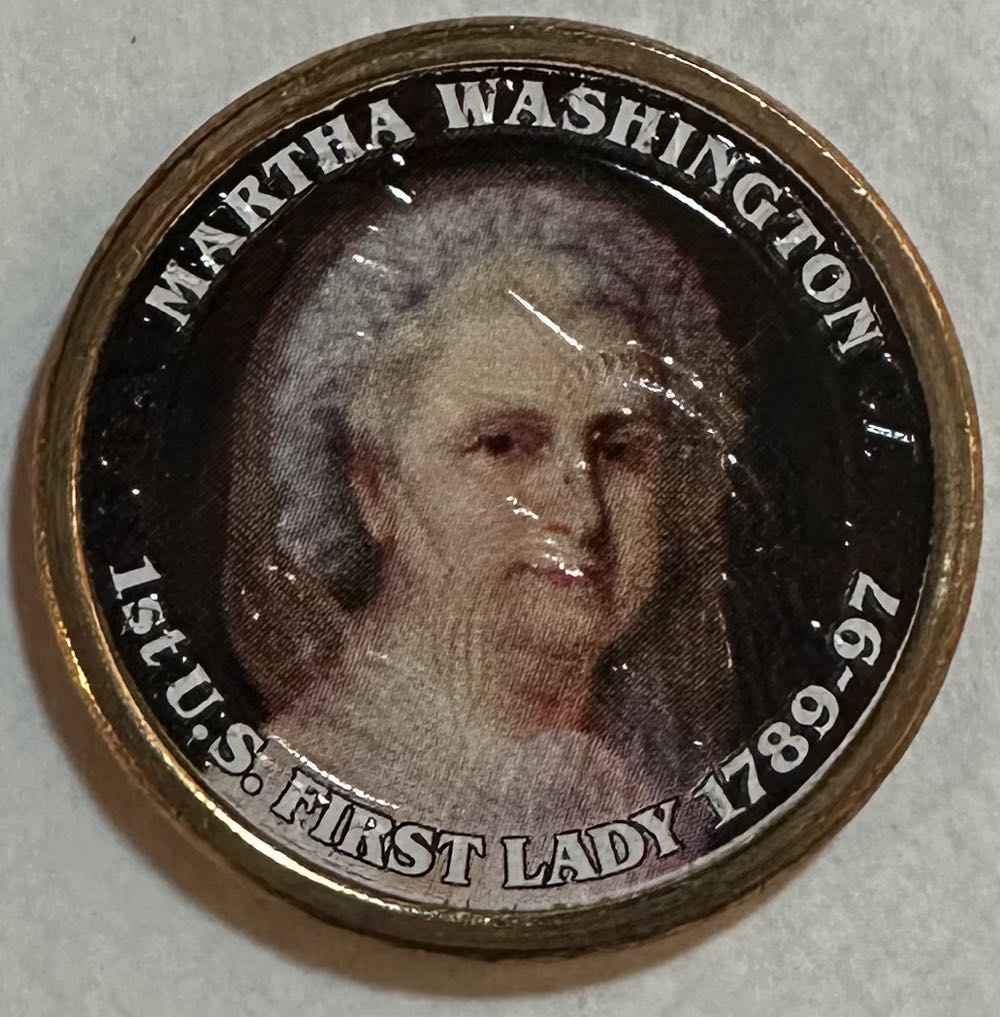 MARTHA WASHINGTON
1st U.S. FIRST LADY 1789-97